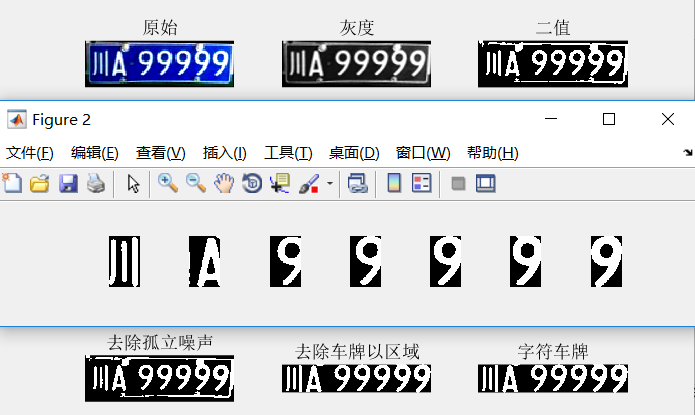 原始 灰度 二值
川A 99999 川A 99999 川A 99999
Figure 2
文件(F) 编辑(E) 查看(V) 插入(I) 工具(T) 桌面(D) 窗口(W) 帮助(H)
川 A 9 9 9 9 9
去除孤立噪声 去除车牌以区域 字符车牌
川A 99999 川A 99999 川A 99999